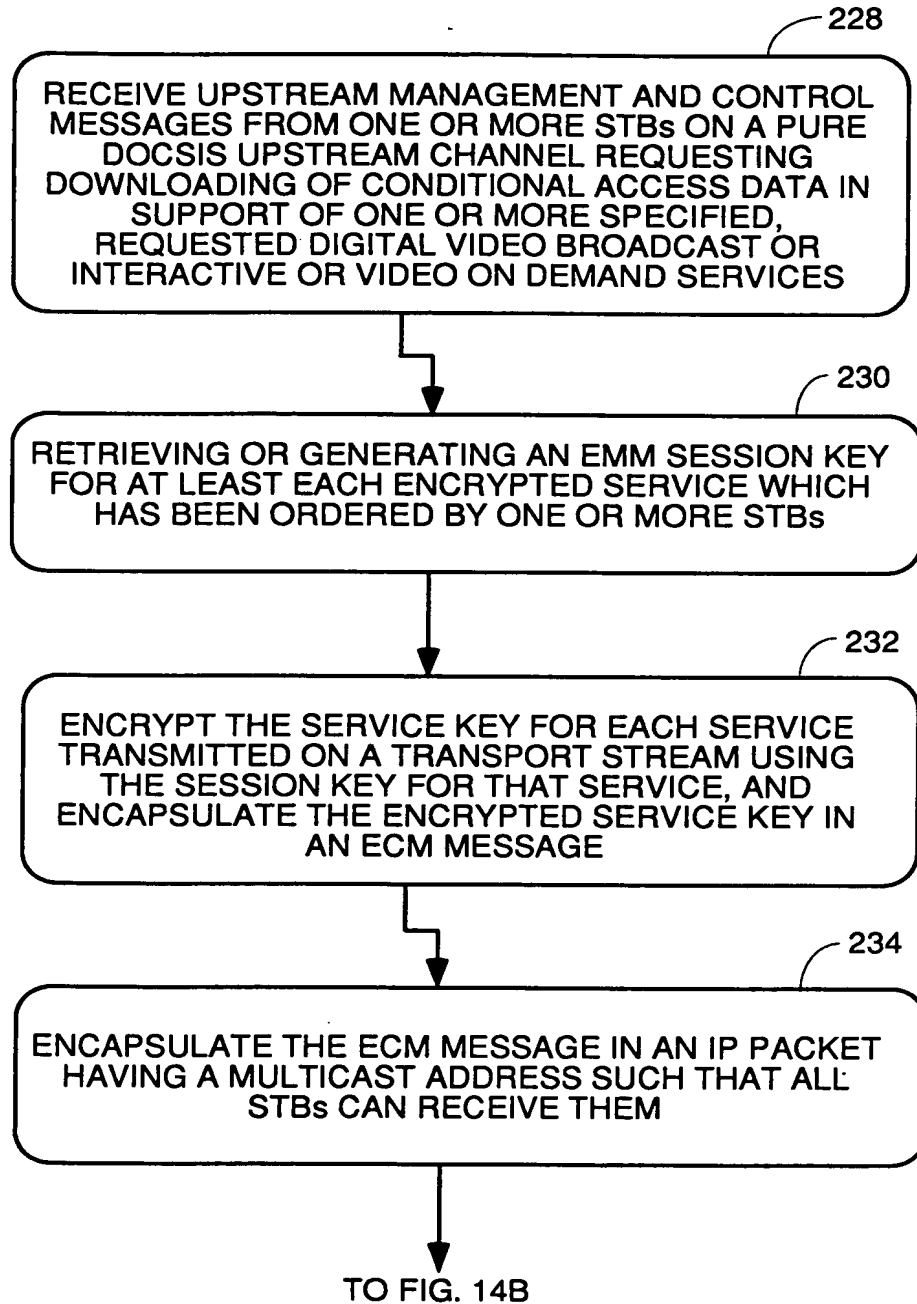 228
RECEIVE UPSTREAM MANAGEMENT AND CONTROL
MESSAGES FROM ONE OR MORE STBs ON A PURE
DOCSIS UPSTREAM CHANNEL REQUESTING
DOWNLOADING OF CONDITIONAL ACCESS DATA IN
SUPPORT OF ONE OR MORE SPECIFIED,
REQUESTED DIGITAL VIDEO BROADCAST OR
INTERACTIVE OR VIDEO ON DEMAND SERVICES
230
RETRIEVING OR GENERATING AN EMM SESSION KEY
FOR AT LEAST EACH ENCRYPTED SERVICE WHICH
HAS BEEN ORDERED BY ONE OR MORE STBs
232
ENCRYPT THE SERVICE KEY FOR EACH SERVICE
TRANSMITTED ON A TRANSPORT STREAM USING
THE SESSION KEY FOR THAT SERVICE, AND
ENCAPSULATE THE ENCRYPTED SERVICE KEY IN
AN ECM MESSAGE
234
ENCAPSULATE THE ECM MESSAGE IN AN IP PACKET
HAVING A MULTICAST ADDRESS SUCH THAT ALL
STBs CAN RECEIVE THEM
TO FIG. 14B